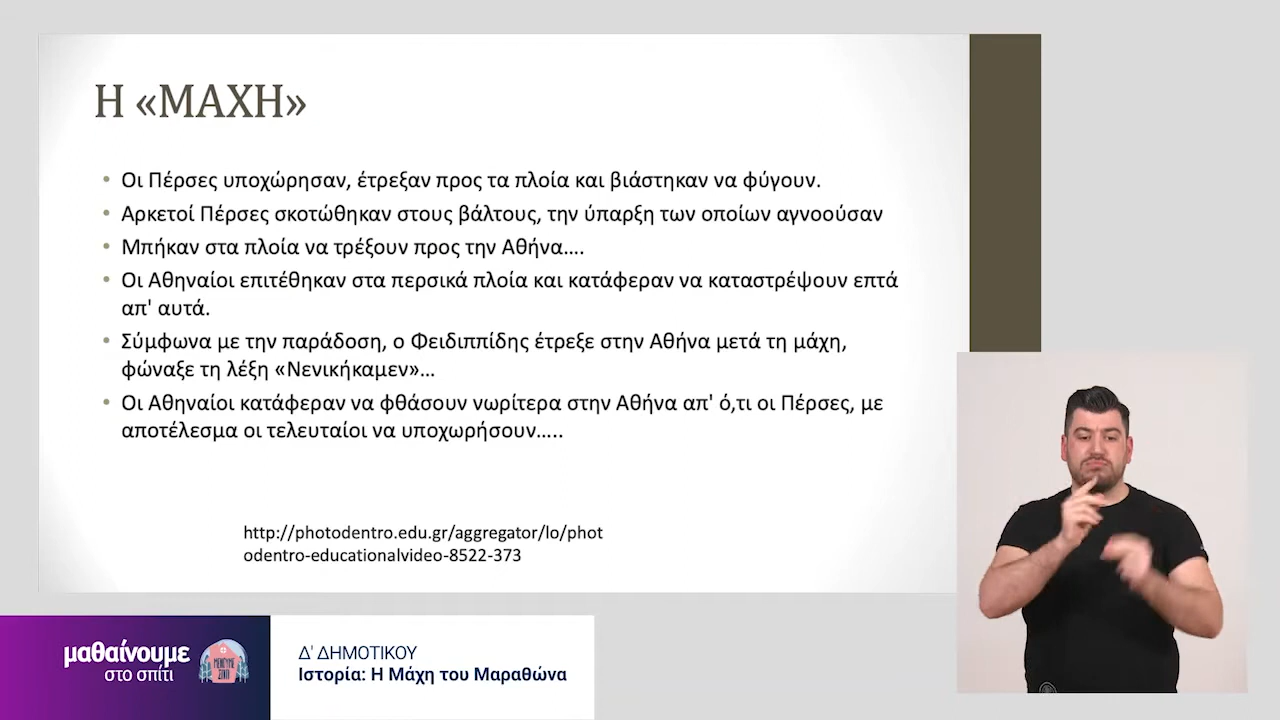 Η «ΜΑΧΗ»
• Οι Πέρσες υποχώρησαν, έτρεξαν προς τα πλοία και βιάστηκαν να φύγουν.
• Αρκετοί Πέρσες σκοτώθηκαν στους βάλτους, την ύπαρξη των οποίων αγνοούσαν
• Μπήκαν στα πλοία να τρέξουν προς την Αθήνα....
• Οι Αθηναίοι επιτέθηκαν στα περσικά πλοία και κατάφεραν να καταστρέψουν επτά
απ' αυτά.
• Σύμφωνα με την παράδοση, ο Φειδιππίδης έτρεξε στην Αθήνα μετά τη μάχη,
φώναξε τη λέξη «Νενικήκαμεν»...
• Οι Αθηναίοι κατάφεραν να φθάσουν νωρίτερα στην Αθήνα απ' ό,τι οι Πέρσες, με
αποτέλεσμα οι τελευταίοι να υποχωρήσουν.....
http://photodentro.edu.gr/aggregator/lo/phot
odentro-educationalvideo-8522-373
μαθαίνουμε
στο σπίτι
ΜΕΝΟΥΜΕ
ΣΠΙΤΙ
Δ' ΔΗΜΟΤΙΚΟΥ
Ιστορία: Η Μάχη του Μαραθώνα